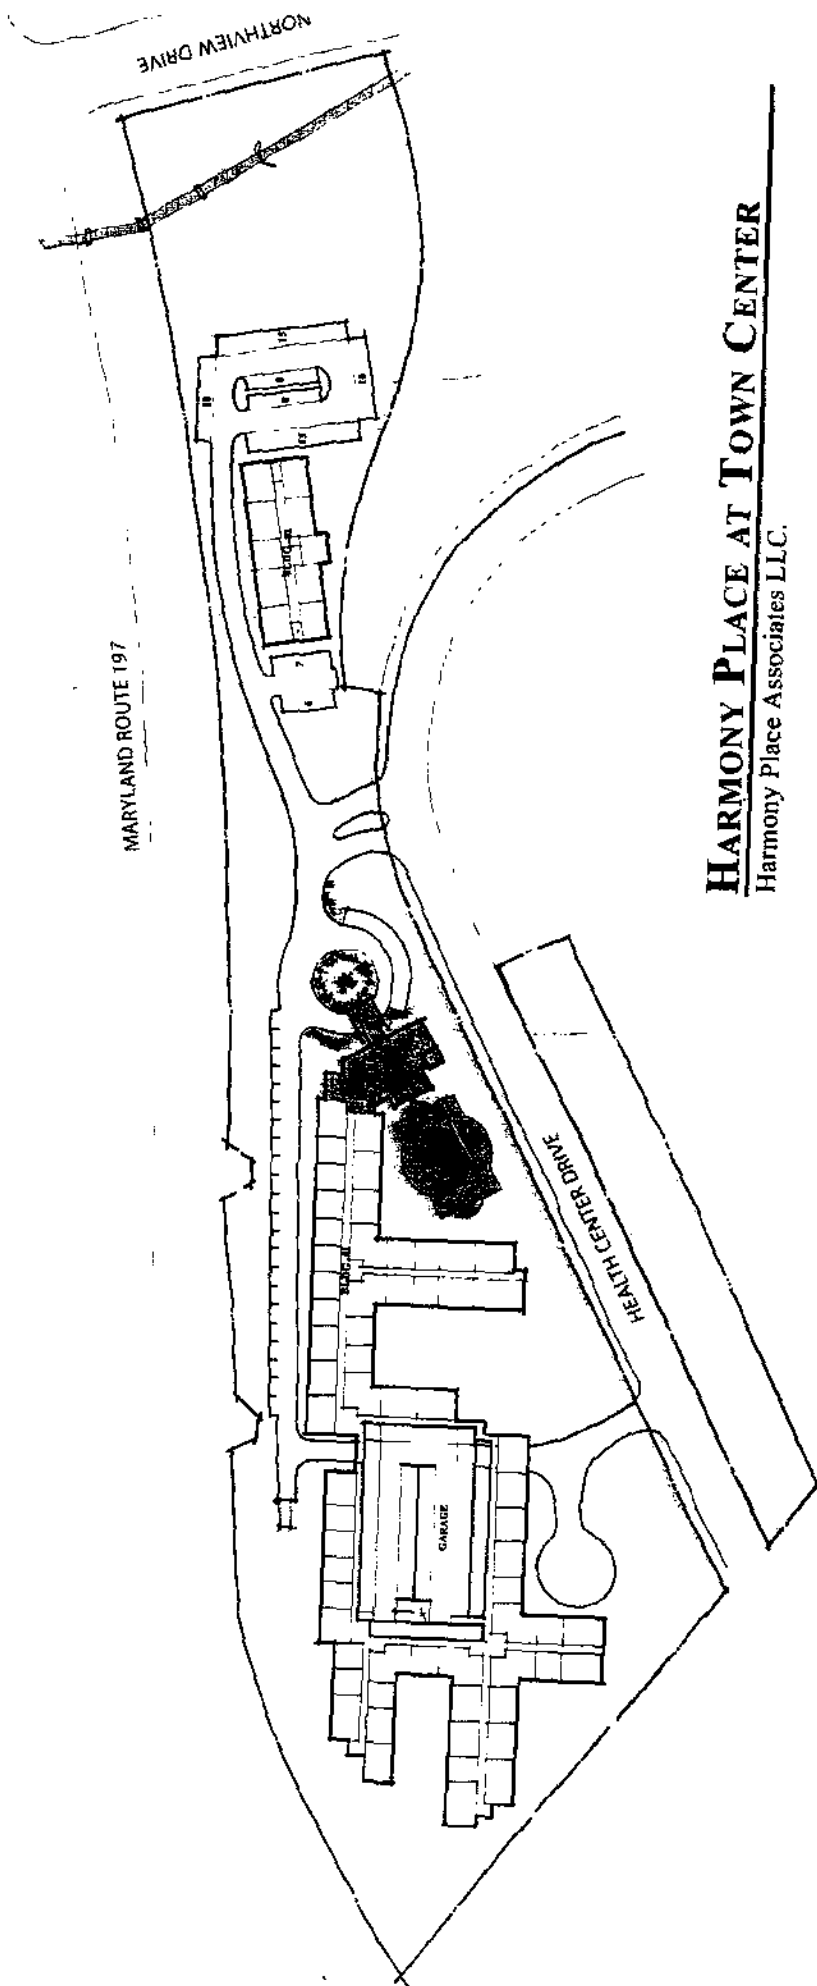 NORTHVIEW DRIVE
MARYLAND ROUTE 197
HARMONY PLACE AT TOWN CENTER
Harmony Place Associates LLC.
HEALTH CENTER DRIVE
GARAGE